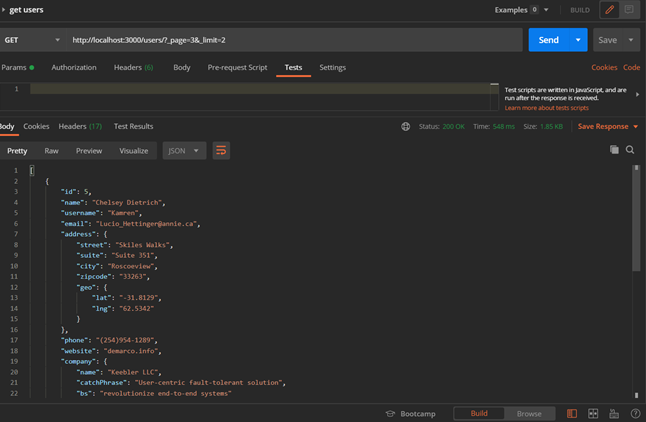 get users
Examples 0
BUILD
GET
http://localhost:3000/users/?_page=3&_limit=2
Send
Save
Params
Authorization
Headers (6)
Body
Pre-request Script
Tests
Settings
Cookies
Code
1
Test scripts are written in JavaScript, and are
run after the response is received.
Learn more about tests scripts
Body
Cookies
Headers (17)
Test Results
Status: 200 OK
Time: 548 ms
Size: 1.85 KB
Save Response
Pretty
Raw
Preview
Visualize
JSON
1 [
2 {
3 "id": 5,
4 "name": "Chelsey Dietrich",
5 "username": "Kamren",
6 "email": "Lucio_Hettinger@annie.ca",
7 "address": {
8 "street": "Skiles Walks",
9 "suite": "Suite 351",
10 "city": "Roscoeview",
11 "zipcode": "33263",
12 "geo": {
13 "lat": "-31.8129",
14 "lng": "62.5342"
15 }
16 },
17 "phone": "(254)954-1289",
18 "website": "demarco.info",
19 "company": {
20 "name": "Keebler LLC",
21 "catchPhrase": "User-centric fault-tolerant solution",
22 "bs": "revolutionize end-to-end systems"
Bootcamp
Build
Browse